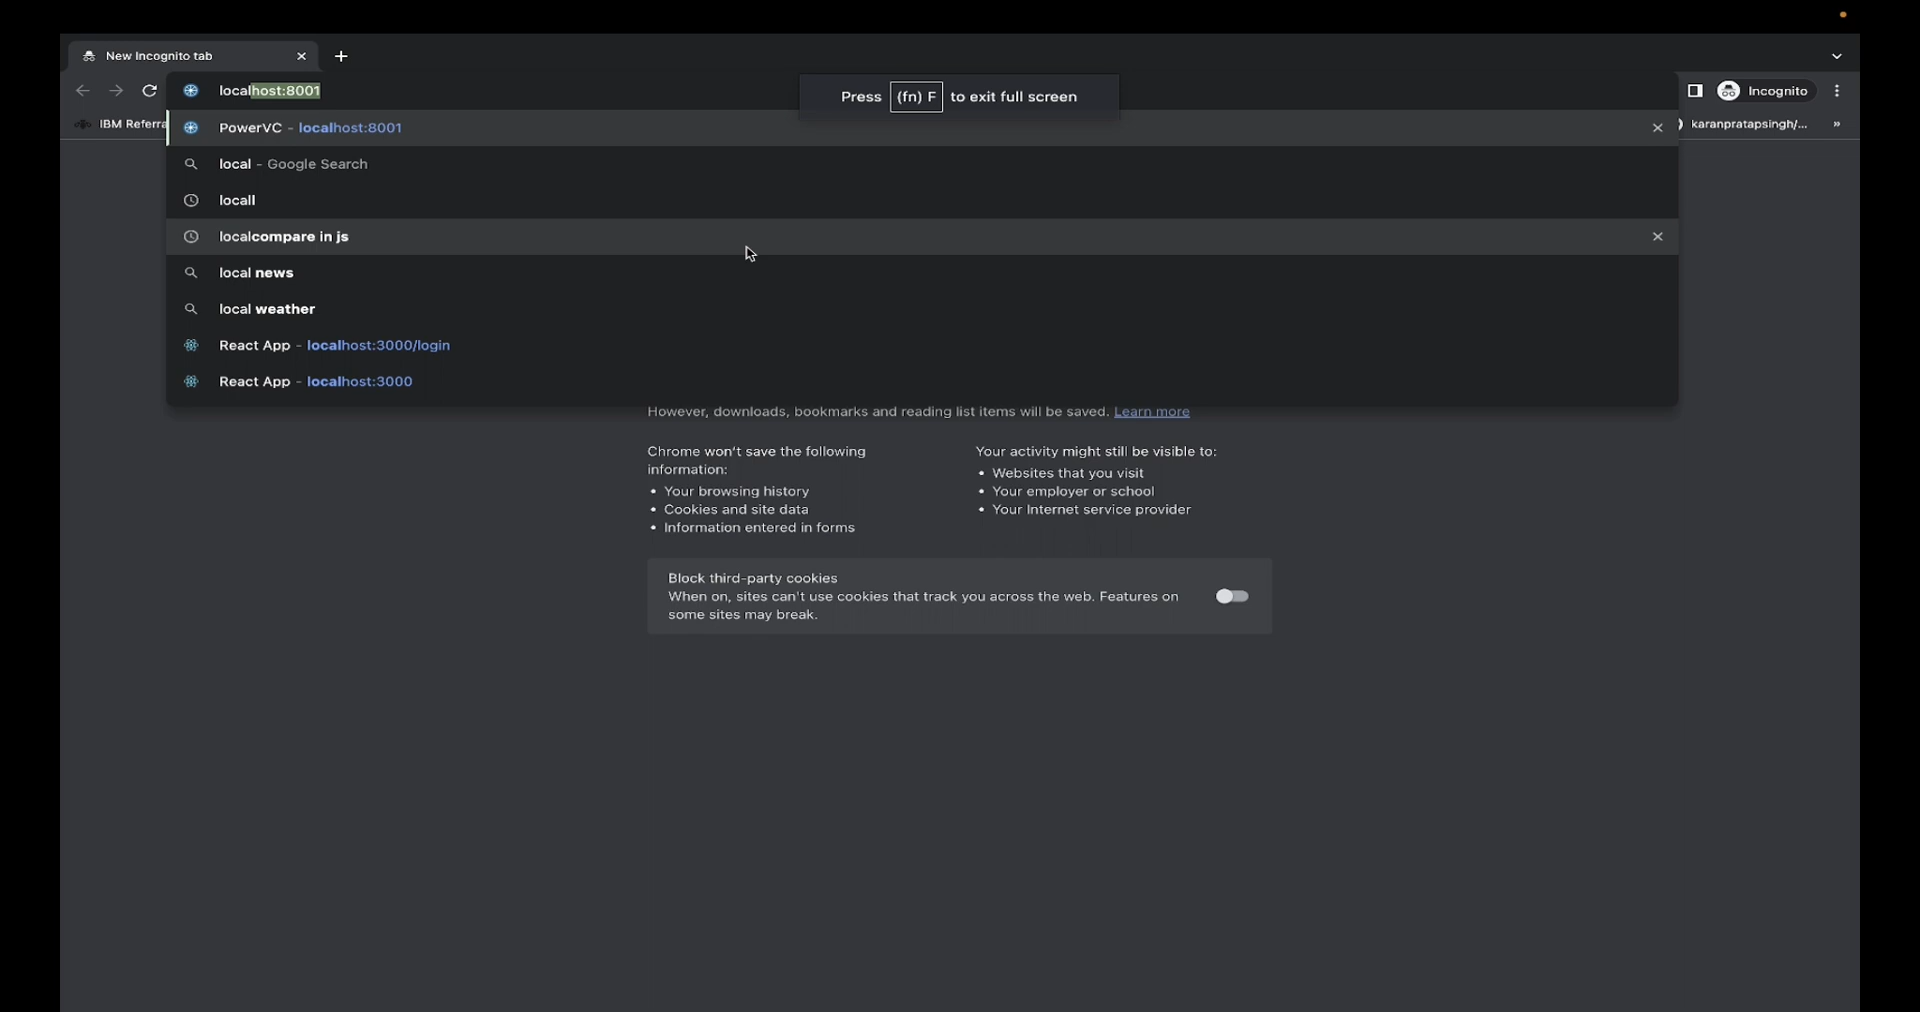 New Incognito tab
localhost:8001
Press (fn) F to exit full screen
Incognito
IBM Referra
karanpratapsingh/...
PowerVC - localhost:8001
local - Google Search
locall
localcompare in js
local news
local weather
React App - localhost:3000/login
React App - localhost:3000
However, downloads, bookmarks and reading list items will be saved. Learn more
Chrome won't save the following
information:
• Your browsing history
• Cookies and site data
• Information entered in forms
Your activity might still be visible to:
• Websites that you visit
• Your employer or school
• Your Internet service provider
Block third-party cookies
When on, sites can't use cookies that track you across the web. Features on
some sites may break.